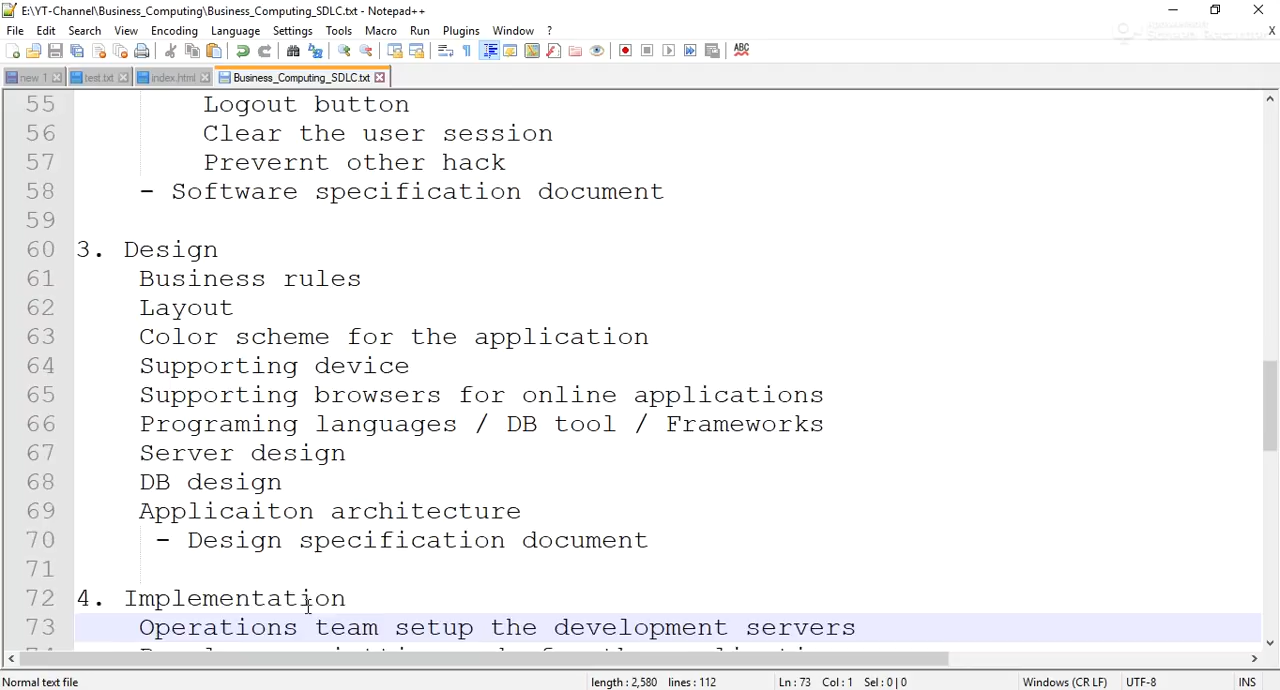 E:\YT-Channel\Business_Computing\Business_Computing_SDLC.txt - Notepad++
File Edit Search View Encoding Language Settings Tools Macro Run Plugins Window ? X
new 1 test.txt index.html Business_Computing_SDLC.txt
55 Logout button
56 Clear the user session
57 Prevernt other hack
58 - Software specification document
59
60 3. Design
61 Business rules
62 Layout
63 Color scheme for the application
64 Supporting device
65 Supporting browsers for online applications
66 Programing languages / DB tool / Frameworks
67 Server design
68 DB design
69 Applicaiton architecture
70 - Design specification document
71
72 4. Implementation
73 Operations team setup the development servers
Normal text file length : 2,580 lines : 112 Ln : 73 Col : 1 Sel : 0 | 0 Windows (CR LF) UTF-8 INS